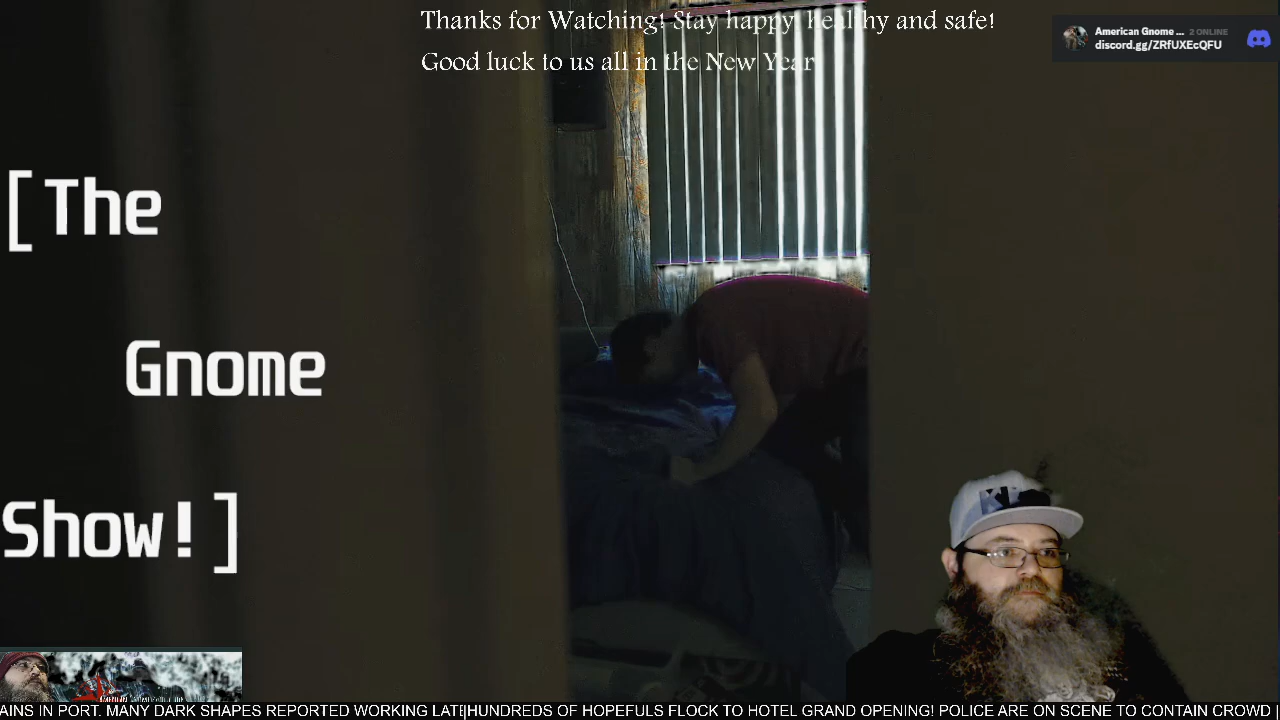 Thanks for Watching! Stay happy, healthy and safe!
Good luck to us all in the New Year
American Gnome ... 2 ONLINE
discord.gg/ZRfUXEcQFU
[The
Gnome
Show!]
AINS IN PORT. MANY DARK SHAPES REPORTED WORKING LATE||HUNDREDS OF HOPEFULS FLOCK TO HOTEL GRAND OPENING! POLICE ARE ON SCENE TO CONTAIN CROWD |